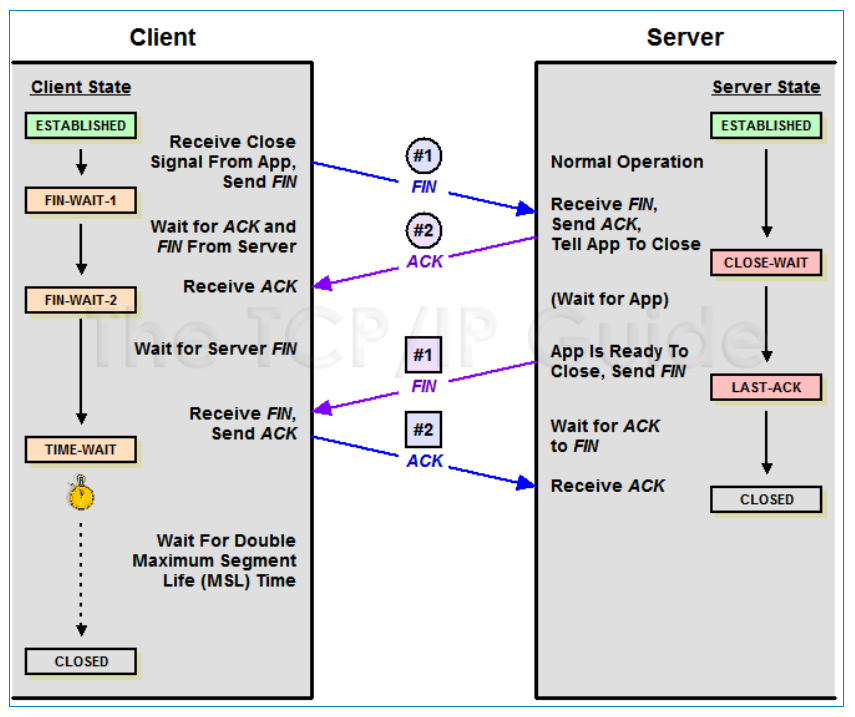 Client
Server
Client State
Server State
ESTABLISHED
ESTABLISHED
Receive Close
Signal From App,
Send FIN
#1
FIN
Normal Operation
FIN-WAIT-1
Receive FIN,
Send ACK,
Tell App To Close
Wait for ACK and
FIN From Server
#2
ACK
CLOSE-WAIT
Receive ACK
FIN-WAIT-2
(Wait for App)
The TCP/IP Guide
Wait for Server FIN
#1
FIN
App Is Ready To
Close, Send FIN
LAST-ACK
Receive FIN,
Send ACK
#2
ACK
Wait for ACK
to FIN
TIME-WAIT
Receive ACK
CLOSED
Wait For Double
Maximum Segment
Life (MSL) Time
CLOSED